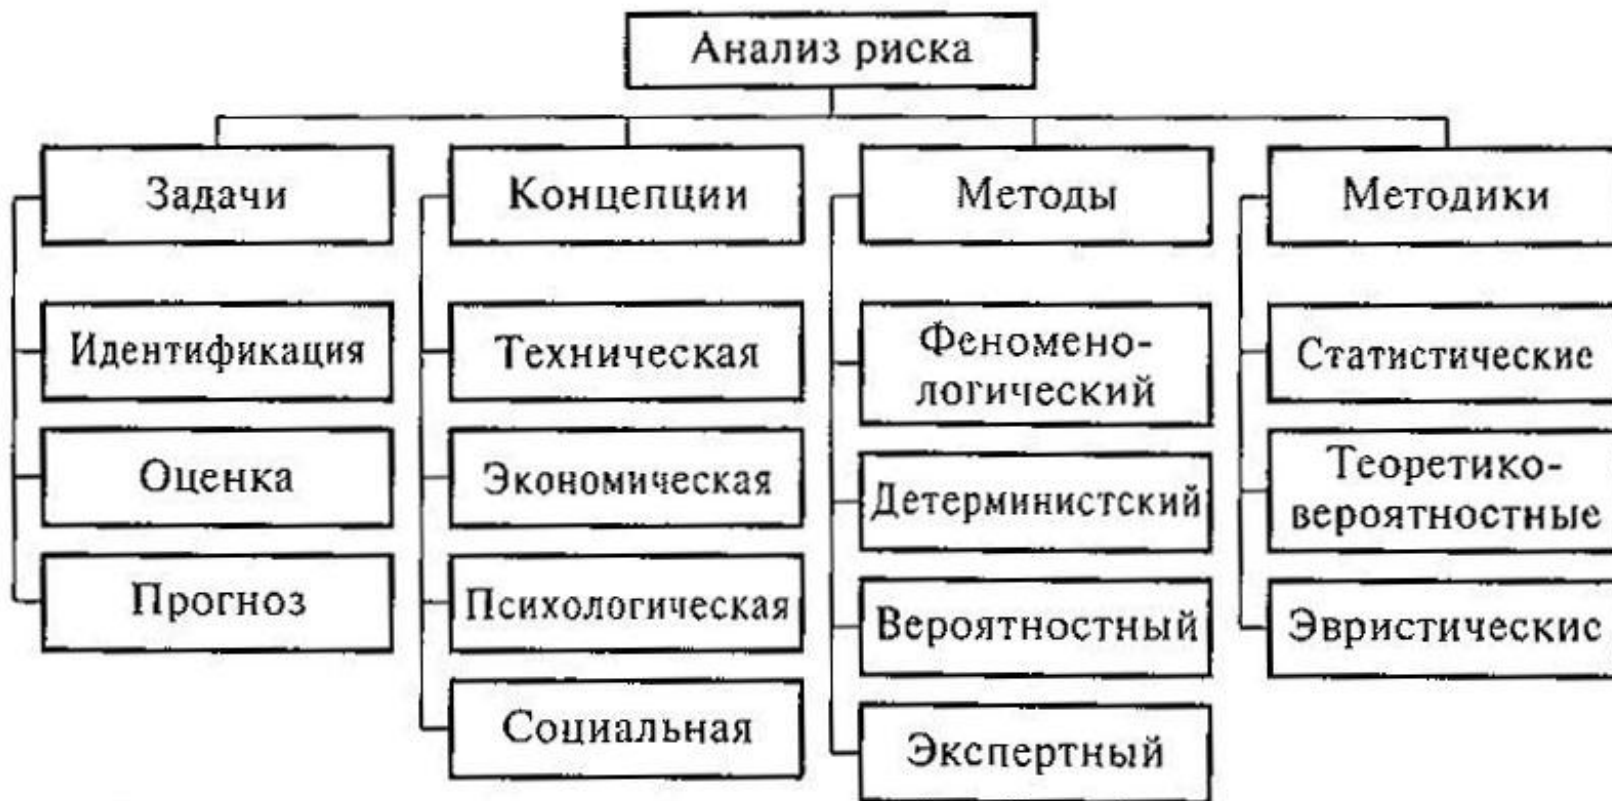 Анализ риска
Задачи
Идентификация
Оценка
Прогноз
Концепции
Техническая
Экономическая
Психологическая
Социальная
Методы
Феномено-
логический
Детерминистский
Вероятностный
Экспертный
Методики
Статистические
Теоретико-
вероятностные
Эвристические